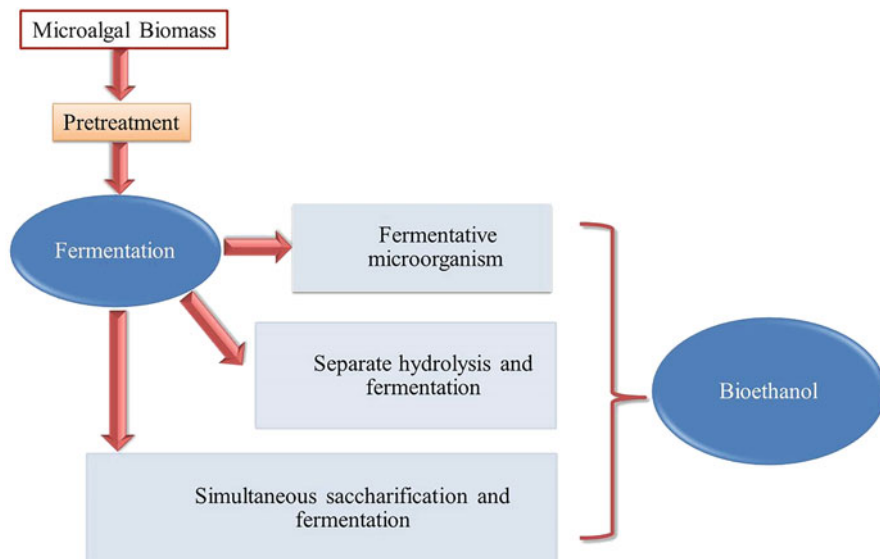 Microalgal Biomass
Pretreatment
Fermentation
Fermentative
microorganism
Separate hydrolysis and
fermentation
Simultaneous saccharification and
fermentation
Bioethanol